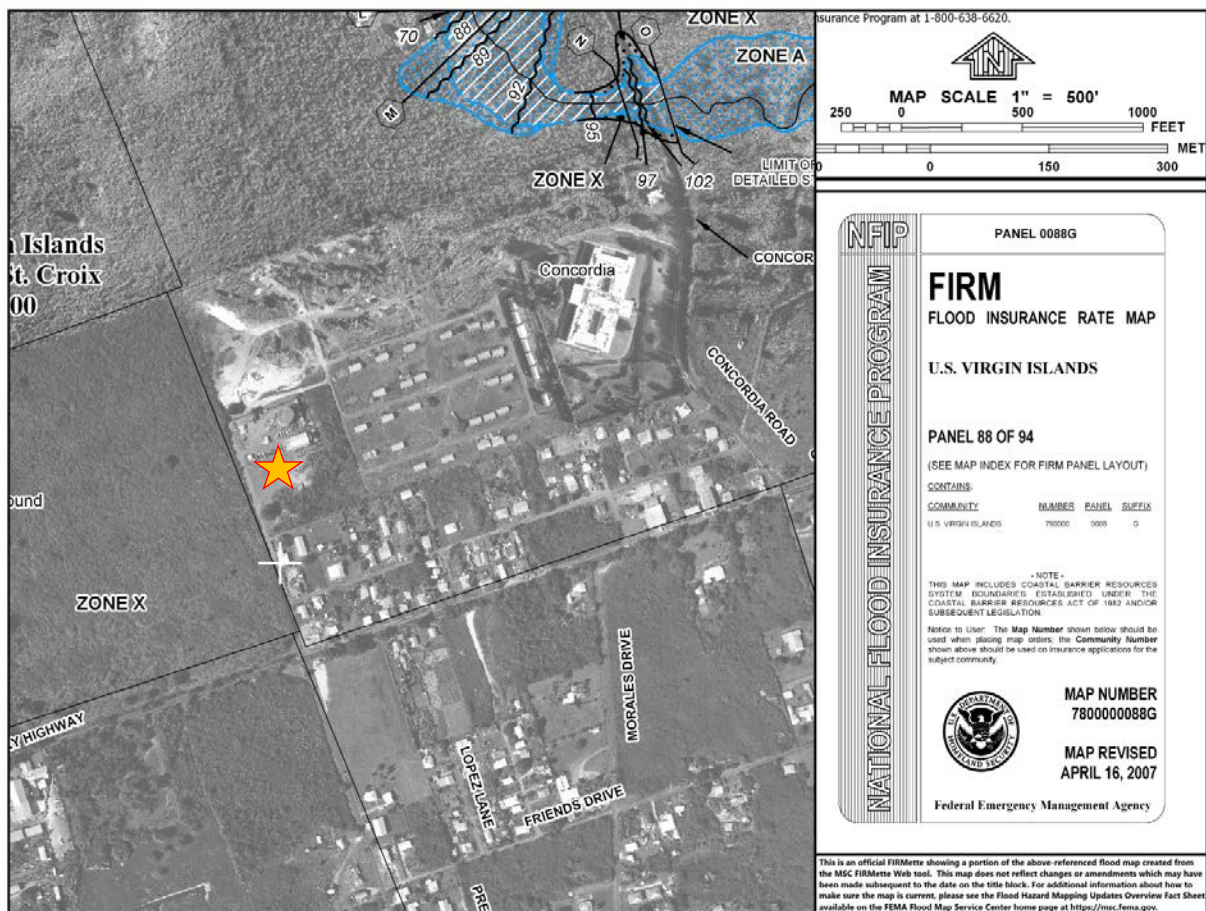 L
70
88
89
92
M
N
O
95
97
102
ZONE X
ZONE A
LIMIT OF
DETAILED S
ZONE X
CONCOR
Concordia
n Islands
St. Croix
00
CONCORDIA ROAD
ound
ZONE X
Y HIGHWAY
MORALES DRIVE
LOPEZ LANE
FRIENDS DRIVE
PRE
nsurance Program at 1-800-638-6620.
N
MAP SCALE 1" = 500'
250 0 500 1000
FEET
MET
0 150 300
NFIP
NATIONAL FLOOD INSURANCE PROGRAM
PANEL 0088G
FIRM
FLOOD INSURANCE RATE MAP
U.S. VIRGIN ISLANDS
PANEL 88 OF 94
(SEE MAP INDEX FOR FIRM PANEL LAYOUT)
CONTAINS:
COMMUNITY NUMBER PANEL SUFFIX
U.S. VIRGIN ISLANDS 780000 0088 G
- NOTE -
THIS MAP INCLUDES COASTAL BARRIER RESOURCES
SYSTEM BOUNDARIES ESTABLISHED UNDER THE
COASTAL BARRIER RESOURCES ACT OF 1982 AND/OR
SUBSEQUENT LEGISLATION.
Notice to User: The Map Number shown below should be
used when placing map orders; the Community Number
shown above should be used on insurance applications for the
subject community.
U.S. DEPARTMENT OF
HOMELAND SECURITY
MAP NUMBER
7800000088G
MAP REVISED
APRIL 16, 2007
Federal Emergency Management Agency
This is an official FIRMette showing a portion of the above-referenced flood map created from
the MSC FIRMette Web tool. This map does not reflect changes or amendments which may have
been made subsequent to the date on the title block. For additional information about how to
make sure the map is current, please see the Flood Hazard Mapping Updates Overview Fact Sheet
available on the FEMA Flood Map Service Center home page at https://msc.fema.gov.